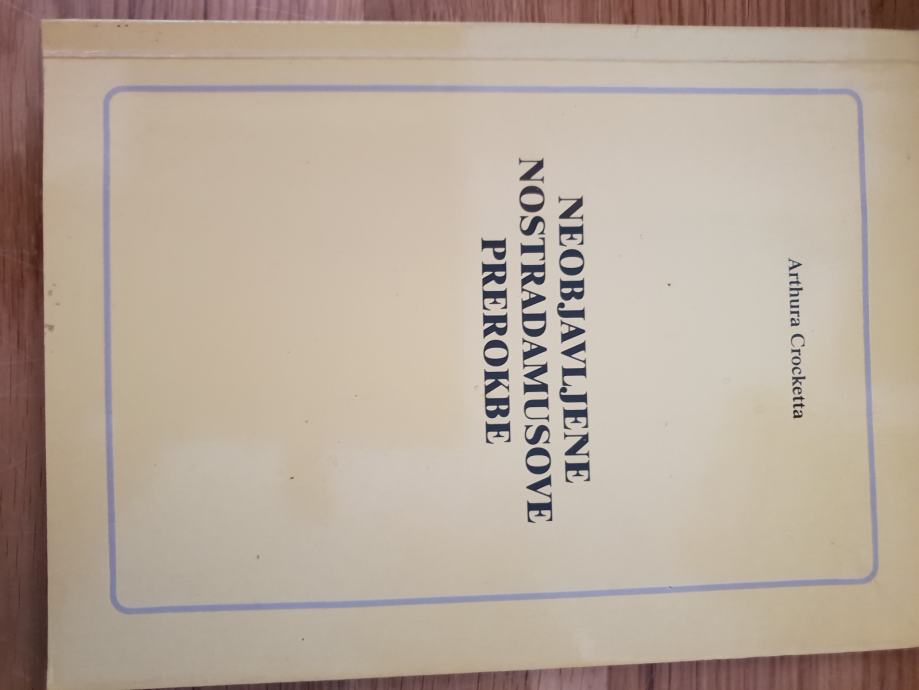 Arthura Crocketta
NEOBJAVLJENE
NOSTRADAMUSOVE
PREROKBE